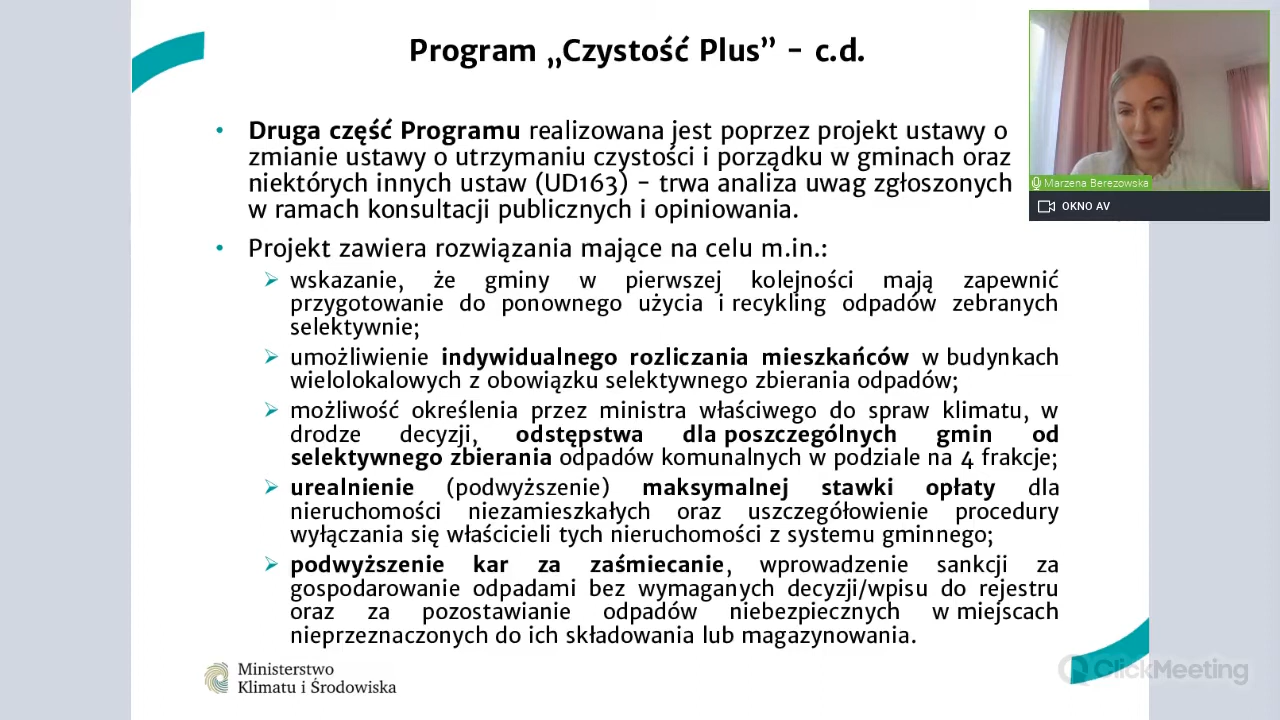 Program „Czystość Plus” - c.d.
• Druga część Programu realizowana jest poprzez projekt ustawy o
zmianie ustawy o utrzymaniu czystości i porządku w gminach oraz
niektórych innych ustaw (UD163) - trwa analiza uwag zgłoszonych
w ramach konsultacji publicznych i opiniowania.
• Projekt zawiera rozwiązania mające na celu m.in.:
➢ wskazanie, że gminy w pierwszej kolejności mają zapewnić
przygotowanie do ponownego użycia i recykling odpadów zebranych
selektywnie;
➢ umożliwienie indywidualnego rozliczania mieszkańców w budynkach
wielolokalowych z obowiązku selektywnego zbierania odpadów;
➢ możliwość określenia przez ministra właściwego do spraw klimatu, w
drodze decyzji, odstępstwa dla poszczególnych gmin od
selektywnego zbierania odpadów komunalnych w podziale na 4 frakcje;
➢ urealnienie (podwyższenie) maksymalnej stawki opłaty dla
nieruchomości niezamieszkałych oraz uszczegółowienie procedury
wyłączania się właścicieli tych nieruchomości z systemu gminnego;
➢ podwyższenie kar za zaśmiecanie, wprowadzenie sankcji za
gospodarowanie odpadami bez wymaganych decyzji/wpisu do rejestru
oraz za pozostawianie odpadów niebezpiecznych w miejscach
nieprzeznaczonych do ich składowania lub magazynowania.
Ministerstwo
Klimatu i Środowiska
Marzena Berezowska
OKNO AV
ClickMeeting